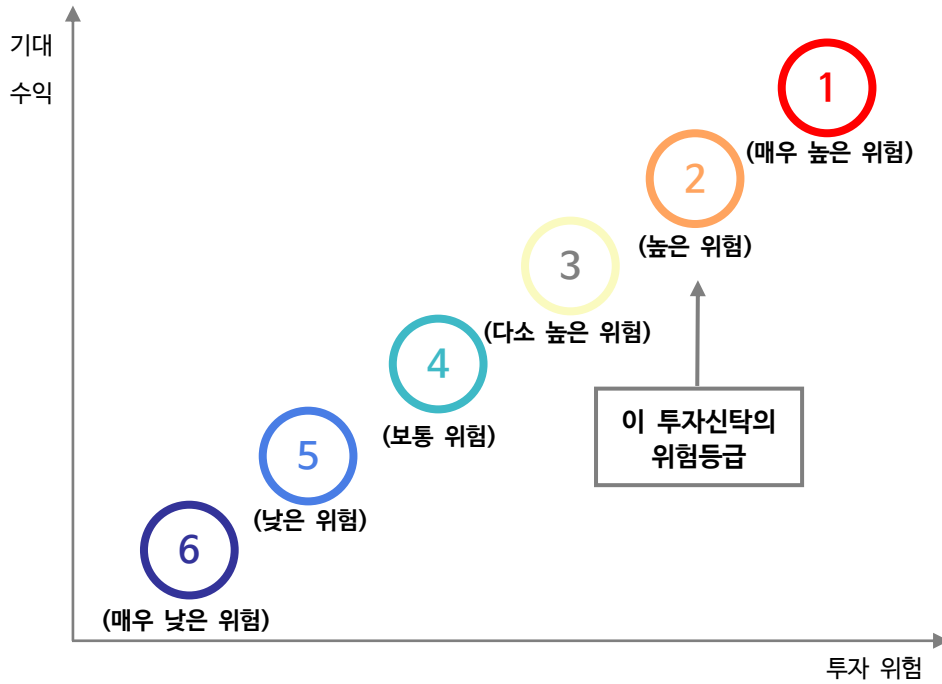 기대
수익
1
(매우 높은 위험)
2
(높은 위험)
3
(다소 높은 위험)
4
(보통 위험)
이 투자신탁의
위험등급
5
(낮은 위험)
6
(매우 낮은 위험)
투자 위험